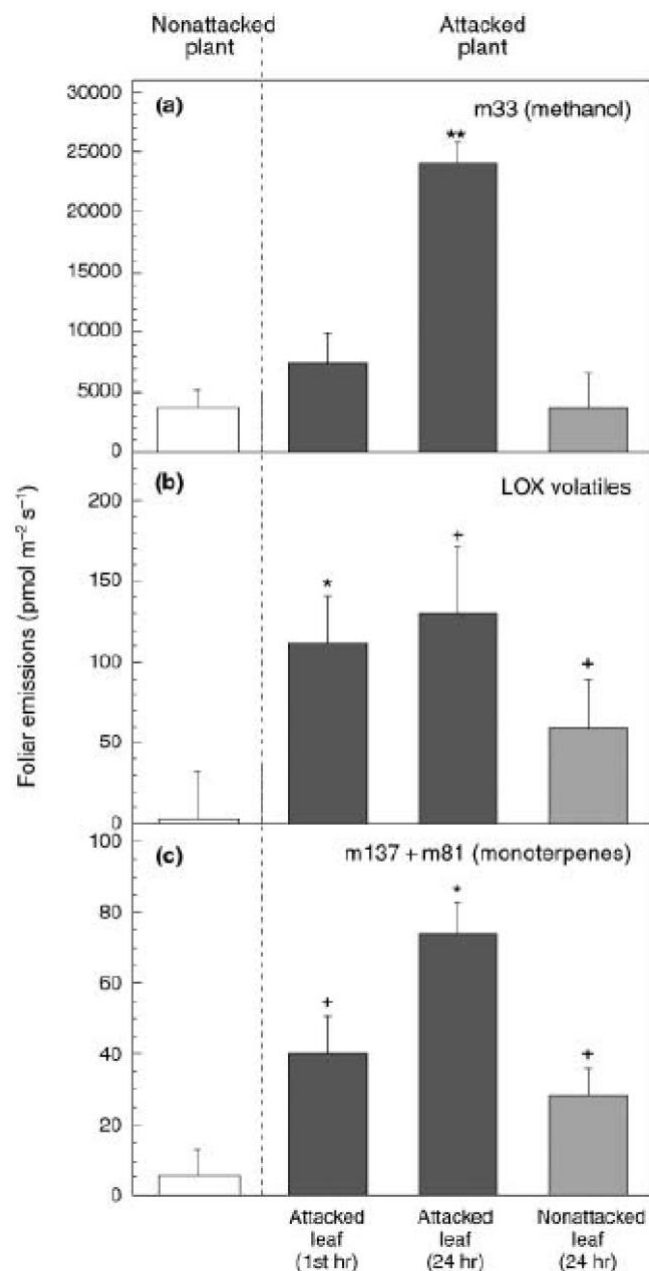 Nonattacked plant
Attacked plant
30000
25000
20000
15000
10000
5000
0
(a)
m33 (methanol)
**
200
150
100
50
0
(b)
LOX volatiles
*
+
+
100
80
60
40
20
0
(c)
m137 + m81 (monoterpenes)
+
*
+
Foliar emissions (pmol m⁻² s⁻¹)
Attacked leaf (1st hr)
Attacked leaf (24 hr)
Nonattacked leaf (24 hr)